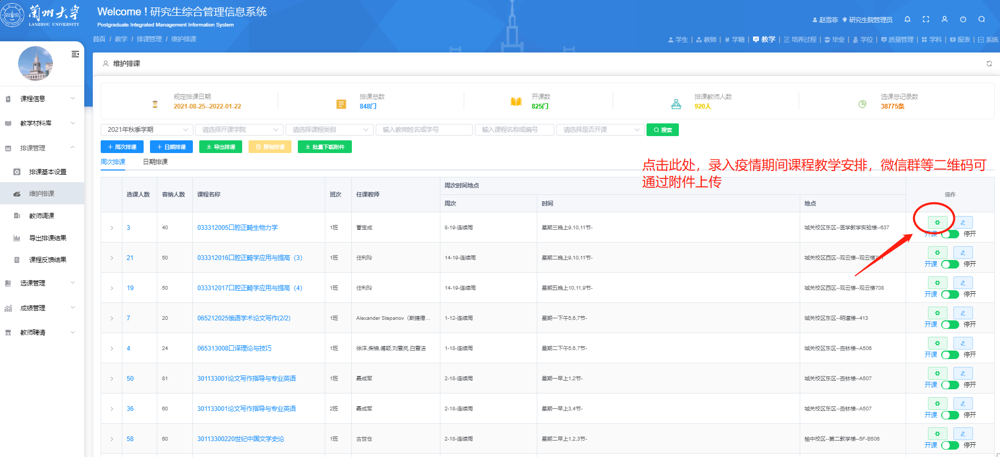 兰州大学
LANZHOU UNIVERSITY
Welcome ! 研究生综合管理信息系统
Postgraduate Integrated Management Information System
赵雪菲 研究生院管理员
首页 / 教学 / 排课管理 / 维护排课
学生 | 教师 | 学籍 | 教学 | 培养过程 | 毕业 | 学位 | 质量管理 | 学科 | 报表 | 系统
维护排课
课程信息
教学材料库
排课管理
排课基本设置
维护排课
教师调课
导出排课结果
课程反馈结果
选课管理
成绩管理
教师聘请
规定排课日期
2021-08-25--2022-01-22
排课总数
848门
开课数
825门
排课教师人数
920人
选课总记录数
38775条
2021年秋季学期 请选择开课学院 请选择课程类别 输入教师姓名或学号 输入课程名称或编号 请选择是否开课 搜索
周次排课 日期排课 导出排课 复制排课 批量下载附件
周次排课 日期排课
点击此处，录入疫情期间课程教学安排，微信群等二维码可
通过附件上传
选课人数 容纳人数 课程名称 班次 任课教师 周次时间地点 操作
周次 时间 地点
3 40 033312005口腔正畸生物力学 1班 曹宝成 8-19-连续周 星期三晚上9,10,11节- 城关校区东区--医学教学实验楼--637
开课 停开
21 50 033312016口腔正畸学应用与提高（3） 1班 任利玲 14-19-连续周 星期二晚上9,10,11节- 城关校区西区--观云楼--观云楼7
开课 停开
19 50 033312017口腔正畸学应用与提高（4） 1班 任利玲 14-19-连续周 星期五晚上10,11,9节- 城关校区西区--观云楼--观云楼708
开课 停开
7 20 065212025俄语学术论文写作(2/2) 1班 Alexander Stepanov（斯捷潘... 1-12-连续周 星期一下午5,6,7节- 城关校区东区--明道楼--413
开课 停开
4 24 065313008口译理论与技巧 1班 徐洋,柴橚,傅颖,刘雪岚,白雪洁 1-18-连续周 星期二下午5,6,7节- 城关校区东区--杏林楼--A506
开课 停开
50 81 301133001论文写作指导与专业英语 1班 聂成军 2-18-连续周 星期一早上1,2节- 城关校区东区--杏林楼--A507
开课 停开
36 60 301133001论文写作指导与专业英语 2班 聂成军 2-18-连续周 星期一早上3,4节- 城关校区东区--杏林楼--A507
开课 停开
58 60 30113300220世纪中国文学史论 1班 古世仓 2-18-连续周 星期二早上1,2,3节- 榆中校区--第二教学楼--5F-B506
开课 停开